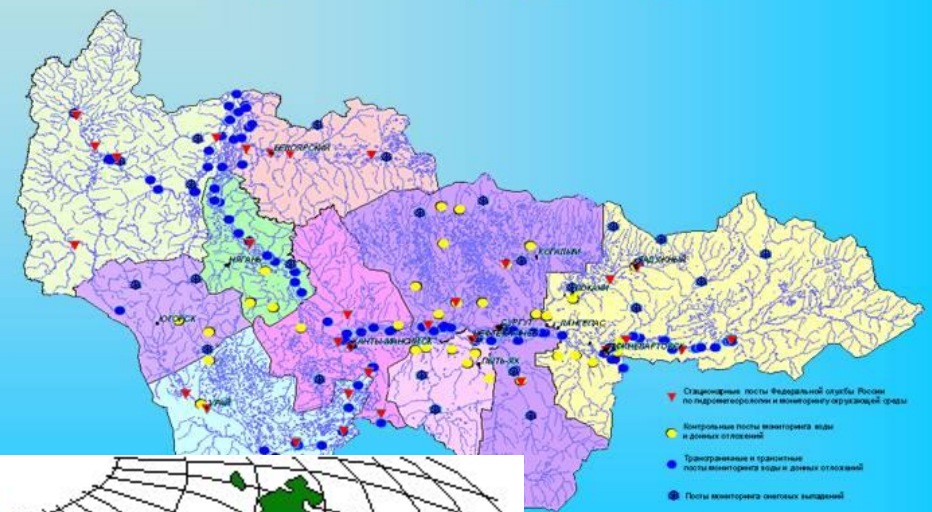 БЕЛОЯРСКИЙ
НЯГАНЬ
КОГАЛЫМ
РАДУЖНЫЙ
ПОКАЧИ
ЮГОРСК
СУРГУТ
ЛАНГЕПАС
ХАНТЫ-МАНСИЙСК
НЕФТЕЮГАНСК
НИЖНЕВАРТОВСК
ПЫТЬ-ЯХ
УРАЙ
Стационарные посты Федеральной службы России
по гидрометеорологии и мониторингу окружающей среды
Контрольные посты мониторинга воды
и донных отложений
Трансграничные и транзитные
посты мониторинга воды и донных отложений
Посты мониторинга снеговых выпадений